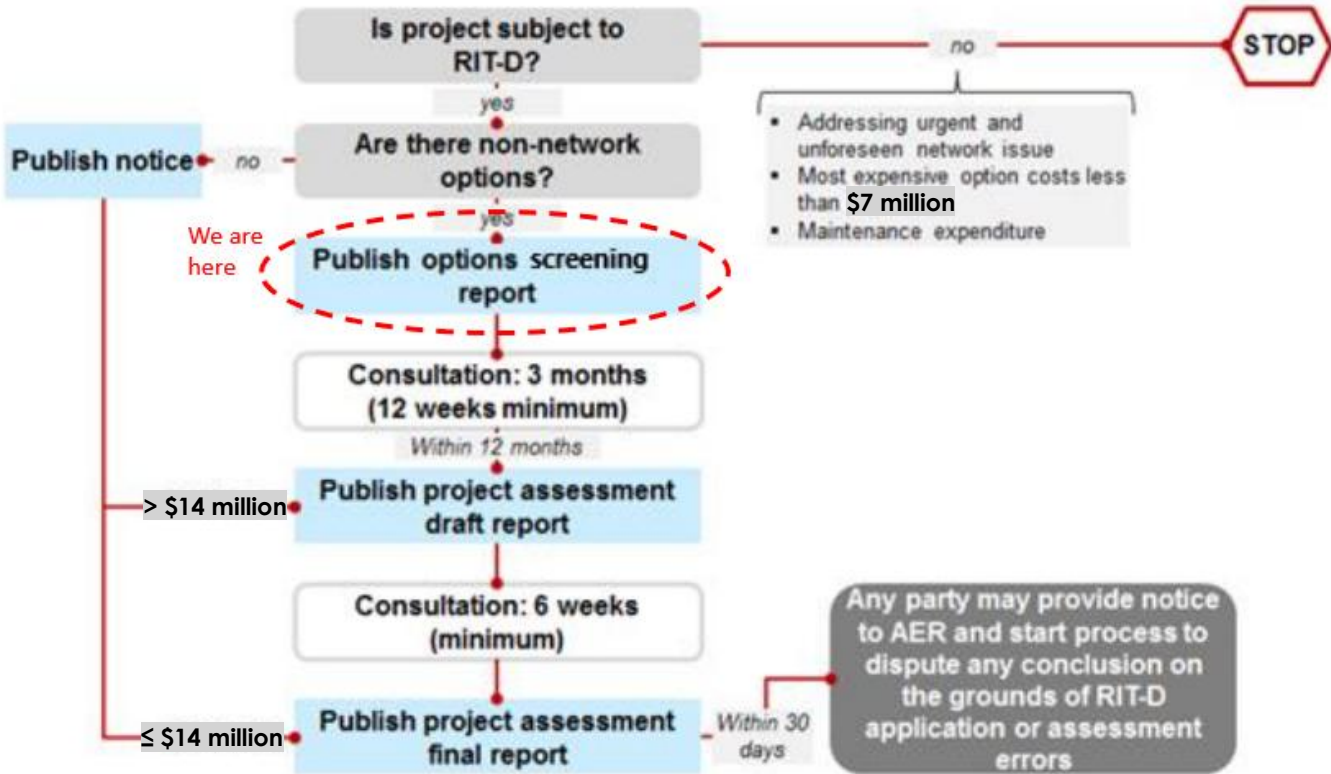 Is project subject to
RIT-D?
no
STOP
yes
• Addressing urgent and
unforeseen network issue
• Most expensive option costs less
than $7 million
• Maintenance expenditure
Publish notice
no
Are there non-network
options?
yes
We are
here
Publish options screening
report
Consultation: 3 months
(12 weeks minimum)
Within 12 months
> $14 million
Publish project assessment
draft report
Consultation: 6 weeks
(minimum)
≤ $14 million
Publish project assessment
final report
Within 30
days
Any party may provide notice
to AER and start process to
dispute any conclusion on
the grounds of RIT-D
application or assessment
errors